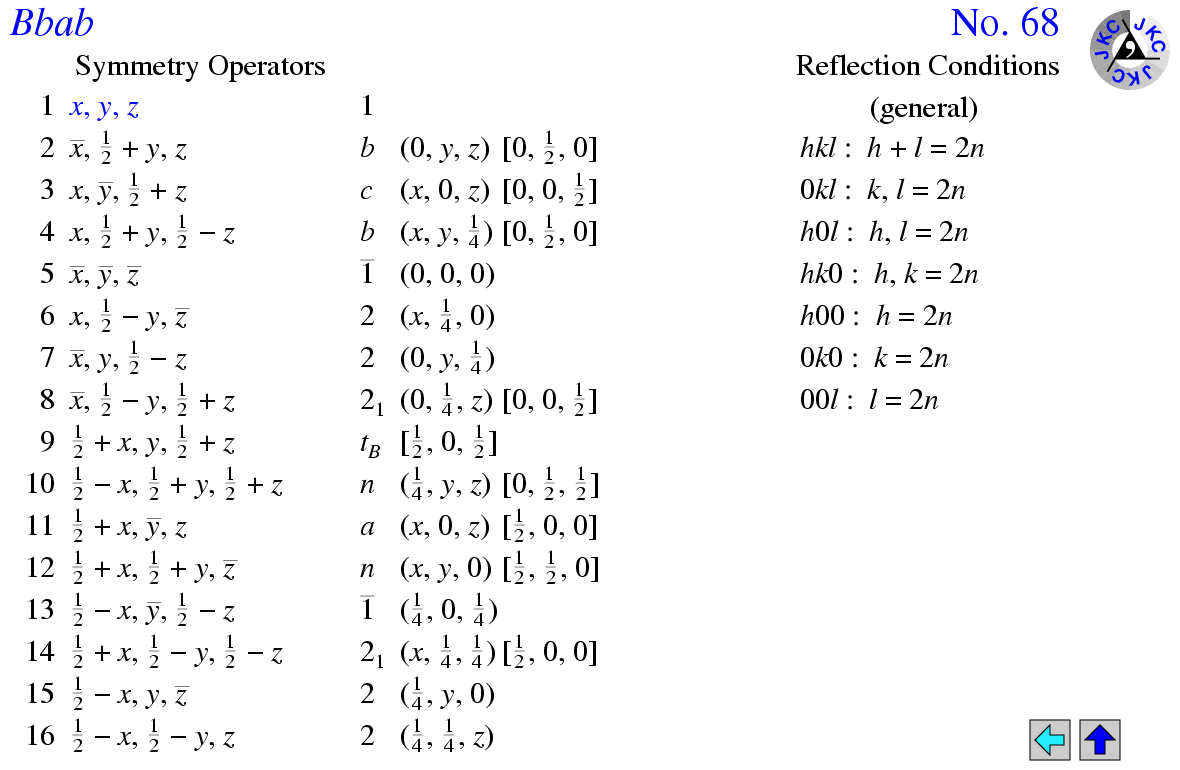 Bbab No. 68
JKC JKC JKC JKC
Symmetry Operators Reflection Conditions
1 x, y, z 1 (general)
2 x̅, 1/2 + y, z b (0, y, z) [0, 1/2, 0] hkl : h + l = 2n
3 x, y̅, 1/2 + z c (x, 0, z) [0, 0, 1/2] 0kl : k, l = 2n
4 x, 1/2 + y, 1/2 − z b (x, y, 1/4) [0, 1/2, 0] h0l : h, l = 2n
5 x̅, y̅, z̅ 1̅ (0, 0, 0) hk0 : h, k = 2n
6 x, 1/2 − y, z̅ 2 (x, 1/4, 0) h00 : h = 2n
7 x̅, y, 1/2 − z 2 (0, y, 1/4) 0k0 : k = 2n
8 x̅, 1/2 − y, 1/2 + z 2₁ (0, 1/4, z) [0, 0, 1/2] 00l : l = 2n
9 1/2 + x, y, 1/2 + z t_B [1/2, 0, 1/2]
10 1/2 − x, 1/2 + y, 1/2 + z n (1/4, y, z) [0, 1/2, 1/2]
11 1/2 + x, y̅, z a (x, 0, z) [1/2, 0, 0]
12 1/2 + x, 1/2 + y, z̅ n (x, y, 0) [1/2, 1/2, 0]
13 1/2 − x, y̅, 1/2 − z 1̅ (1/4, 0, 1/4)
14 1/2 + x, 1/2 − y, 1/2 − z 2₁ (x, 1/4, 1/4) [1/2, 0, 0]
15 1/2 − x, y, z̅ 2 (1/4, y, 0)
16 1/2 − x, 1/2 − y, z 2 (1/4, 1/4, z)